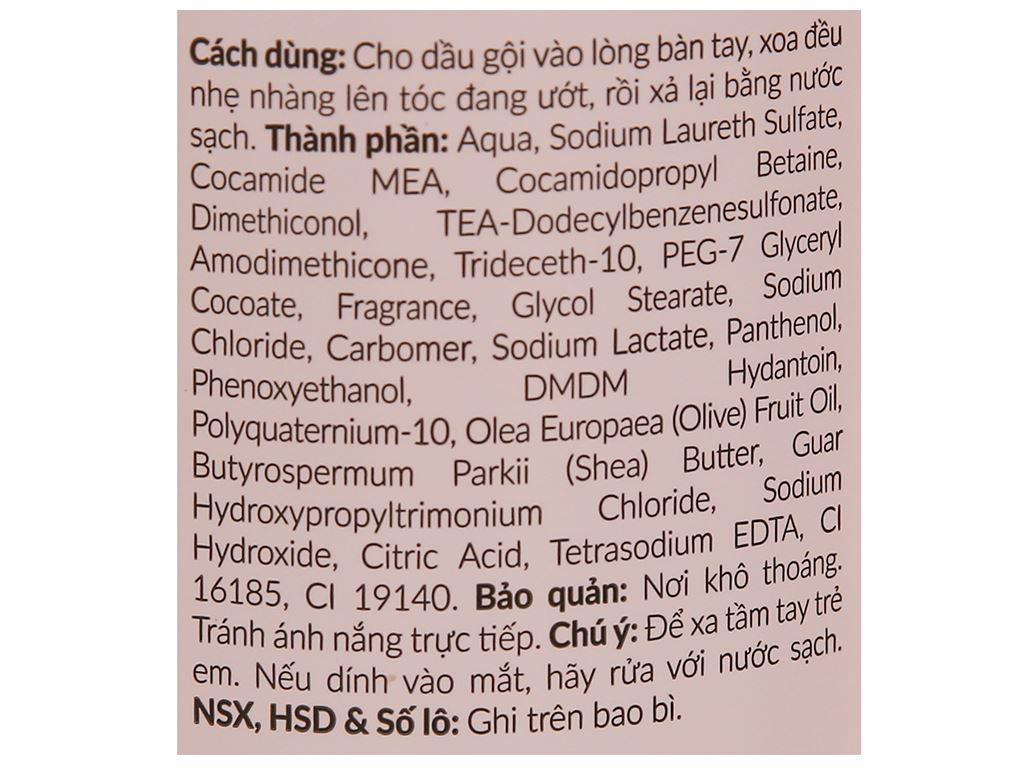 Cách dùng: Cho dầu gội vào lòng bàn tay, xoa đều
nhẹ nhàng lên tóc đang ướt, rồi xả lại bằng nước
sạch. Thành phần: Aqua, Sodium Laureth Sulfate,
Cocamide MEA, Cocamidopropyl Betaine,
Dimethiconol, TEA-Dodecylbenzenesulfonate,
Amodimethicone, Trideceth-10, PEG-7 Glyceryl
Cocoate, Fragrance, Glycol Stearate, Sodium
Chloride, Carbomer, Sodium Lactate, Panthenol,
Phenoxyethanol, DMDM Hydantoin,
Polyquaternium-10, Olea Europaea (Olive) Fruit Oil,
Butyrospermum Parkii (Shea) Butter, Guar
Hydroxypropyltrimonium Chloride, Sodium
Hydroxide, Citric Acid, Tetrasodium EDTA, CI
16185, CI 19140. Bảo quản: Nơi khô thoáng.
Tránh ánh nắng trực tiếp. Chú ý: Để xa tầm tay trẻ
em. Nếu dính vào mắt, hãy rửa với nước sạch.
NSX, HSD & Số lô: Ghi trên bao bì.